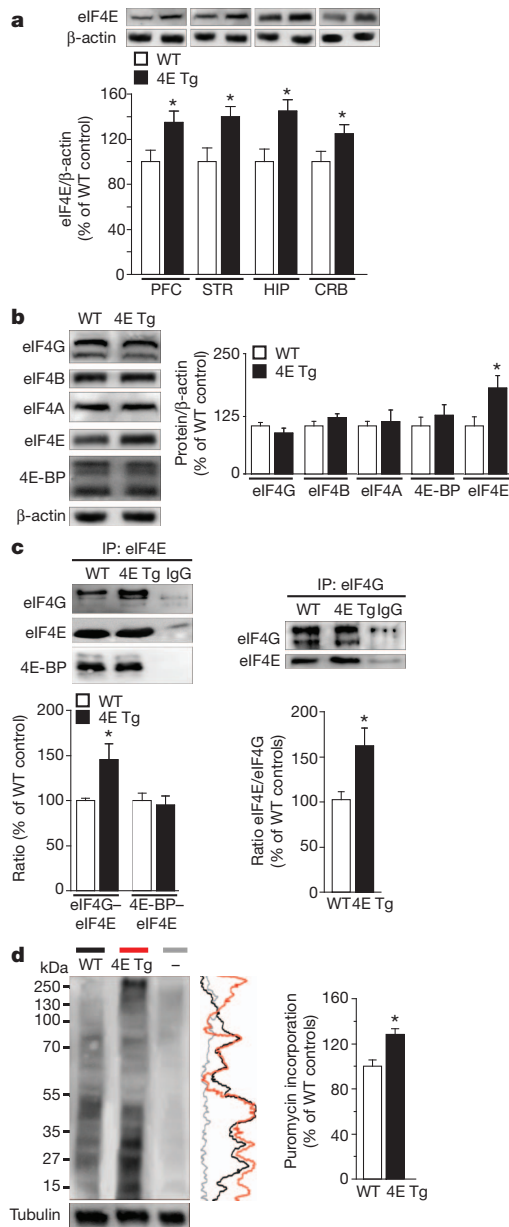 a
eIF4E
β-actin
WT
4E Tg
eIF4E/β-actin
(% of WT control)
140
120
80
40
0
* * * *
PFC STR HIP CRB
b
WT 4E Tg
eIF4G
eIF4B
eIF4A
eIF4E
4E-BP
β-actin
WT
4E Tg
Protein/β-actin
(% of WT control)
250
125
0
*
eIF4G eIF4B eIF4A 4E-BP eIF4E
c
IP: eIF4E
WT 4E Tg IgG
eIF4G
eIF4E
4E-BP
WT
4E Tg
Ratio (% of WT control)
200
150
100
50
0
*
eIF4G– 4E-BP–
eIF4E eIF4E
IP: eIF4G
WT 4E Tg IgG
eIF4G
eIF4E
Ratio eIF4E/eIF4G
(% of WT controls)
200
150
100
50
0
*
WT 4E Tg
d
kDa WT 4E Tg –
250
130
100
70
55
35
27
15
Tubulin
Puromycin incorporation
(% of WT controls)
160
120
80
40
0
*
WT 4E Tg